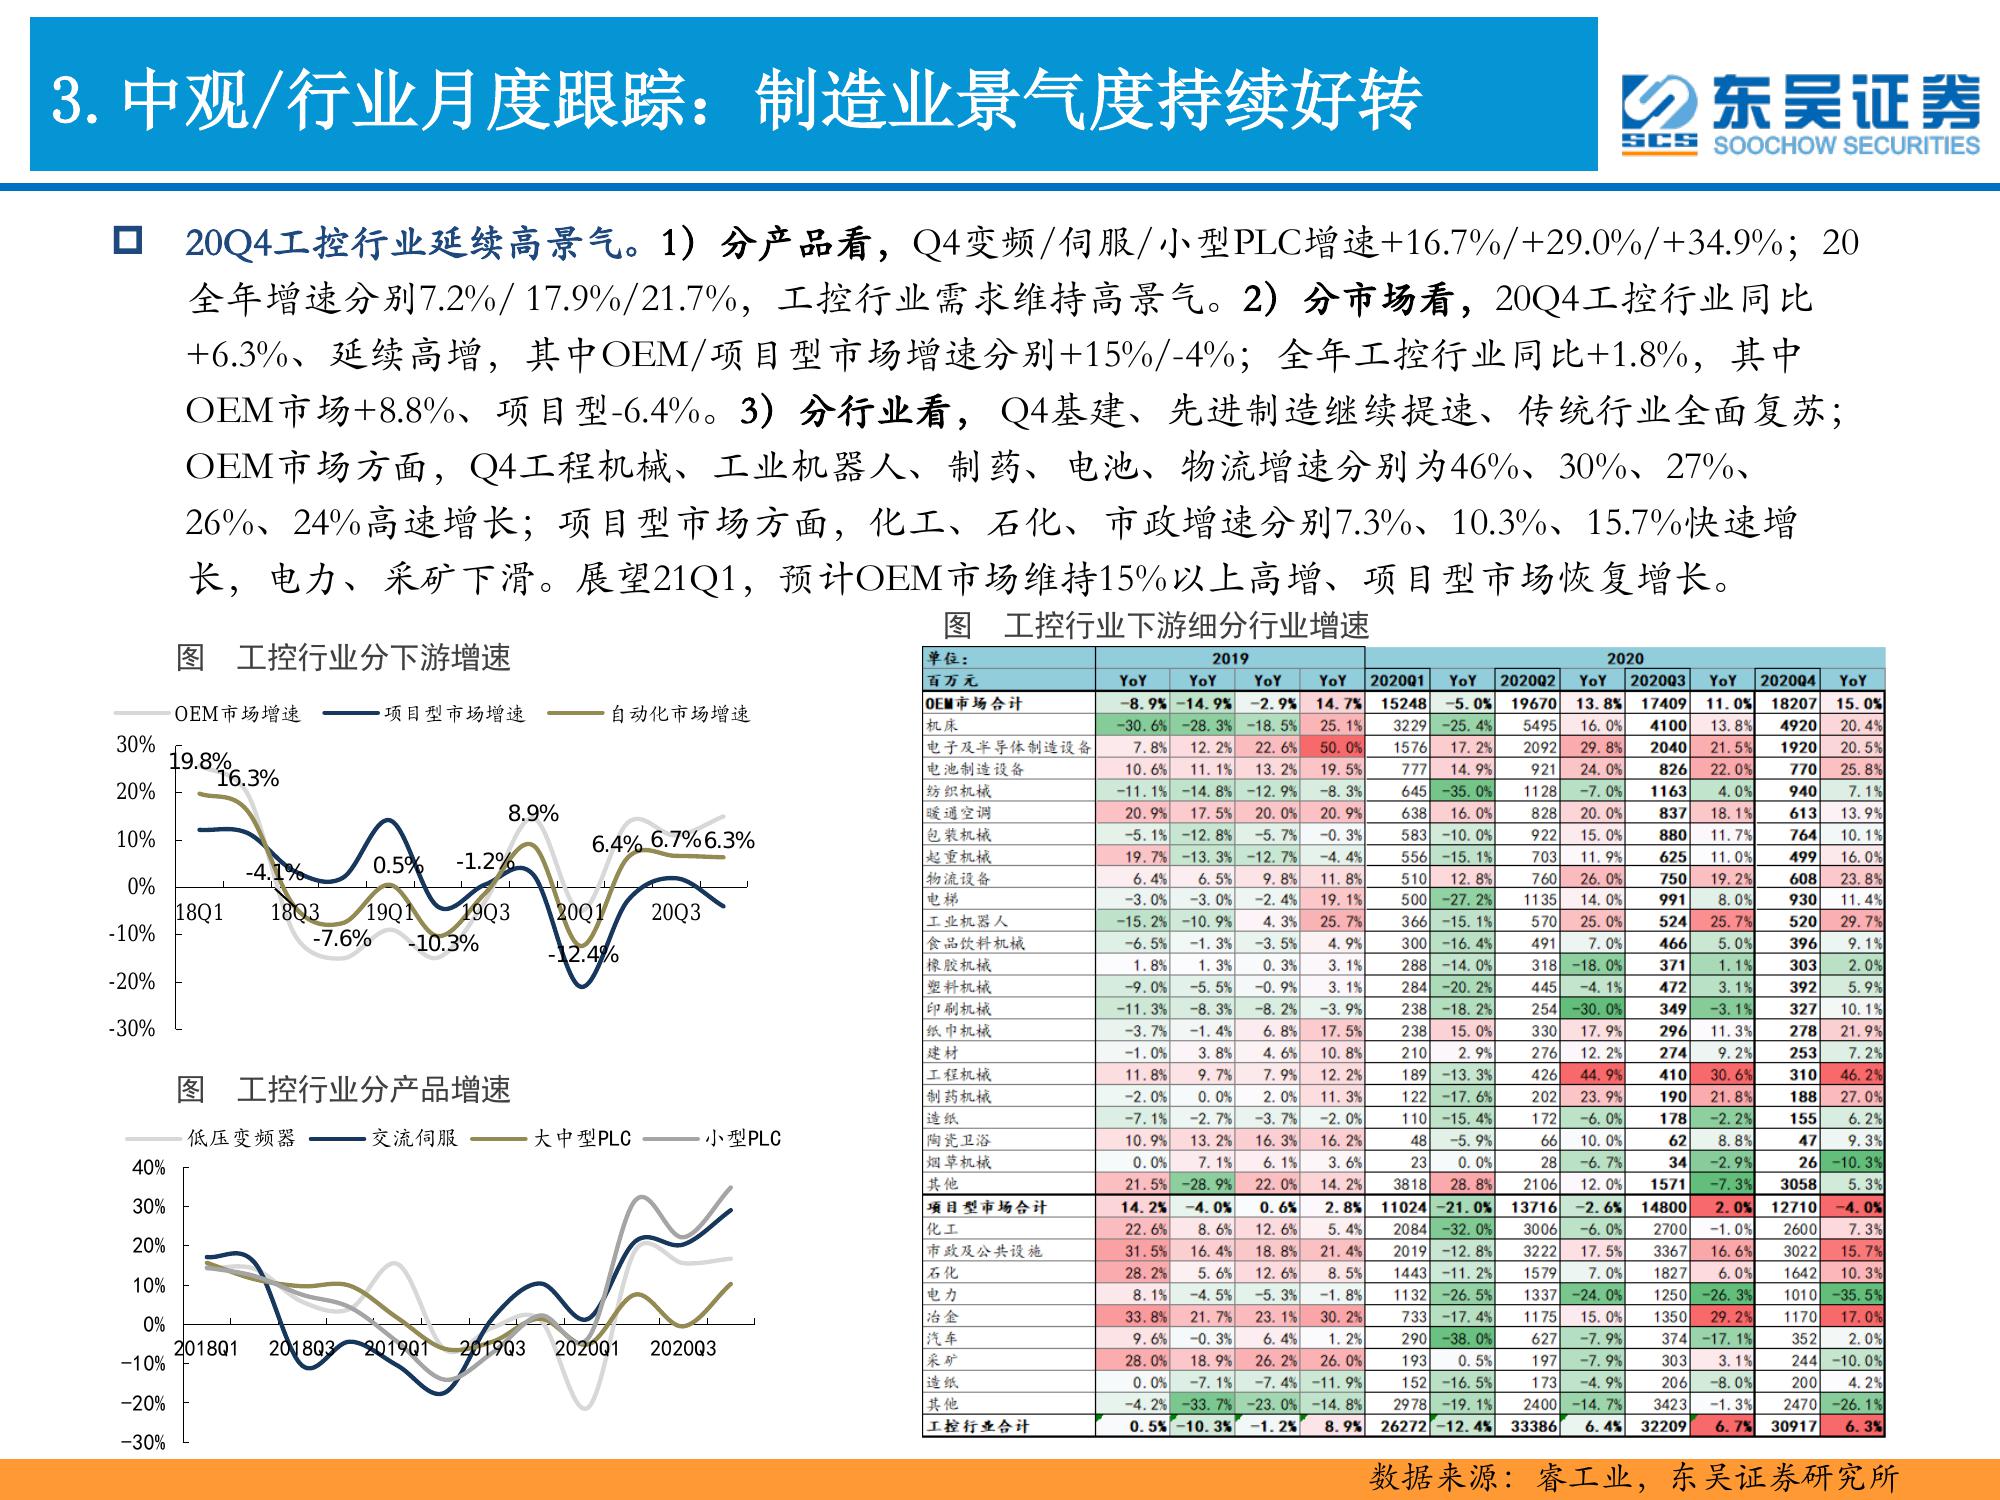 3. 中观/行业月度跟踪：制造业景气度持续好转
SCS
东吴证券
SOOCHOW SECURITIES
20Q4工控行业延续高景气。1）分产品看，Q4变频/伺服/小型PLC增速+16.7%/+29.0%/+34.9%；20
全年增速分别7.2%/ 17.9%/21.7%，工控行业需求维持高景气。2）分市场看，20Q4工控行业同比
+6.3%、延续高增，其中OEM/项目型市场增速分别+15%/-4%；全年工控行业同比+1.8%，其中
OEM市场+8.8%、项目型-6.4%。3）分行业看， Q4基建、先进制造继续提速、传统行业全面复苏；
OEM市场方面，Q4工程机械、工业机器人、制药、电池、物流增速分别为46%、30%、27%、
26%、24%高速增长；项目型市场方面，化工、石化、市政增速分别7.3%、10.3%、15.7%快速增
长，电力、采矿下滑。展望21Q1，预计OEM市场维持15%以上高增、项目型市场恢复增长。
图 工控行业分下游增速
OEM市场增速 项目型市场增速 自动化市场增速
30%
20%
10%
0%
-10%
-20%
-30%
19.8%
16.3%
-4.1%
-7.6%
0.5%
-10.3%
-1.2%
8.9%
-12.4%
6.4%
6.7%
6.3%
18Q1 18Q3 19Q1 19Q3 20Q1 20Q3
图 工控行业分产品增速
低压变频器 交流伺服 大中型PLC 小型PLC
40%
30%
20%
10%
0%
-10%
-20%
-30%
2018Q1 2018Q3 2019Q1 2019Q3 2020Q1 2020Q3
图 工控行业下游细分行业增速
单位： 2019 2020
百万元 YoY YoY YoY YoY 2020Q1 YoY 2020Q2 YoY 2020Q3 YoY 2020Q4 YoY
OEM市场合计 -8.9% -14.9% -2.9% 14.7% 15248 -5.0% 19670 13.8% 17409 11.0% 18207 15.0%
机床 -30.6% -28.3% -18.5% 25.1% 3229 -25.4% 5495 16.0% 4100 13.8% 4920 20.4%
电子及半导体制造设备 7.8% 12.2% 22.6% 50.0% 1576 17.2% 2092 29.8% 2040 21.5% 1920 20.5%
电池制造设备 10.6% 11.1% 13.2% 19.5% 777 14.9% 921 24.0% 826 22.0% 770 25.8%
纺织机械 -11.1% -14.8% -12.9% -8.3% 645 -35.0% 1128 -7.0% 1163 4.0% 940 7.1%
暖通空调 20.9% 17.5% 20.0% 20.9% 638 16.0% 828 20.0% 837 18.1% 613 13.9%
包装机械 -5.1% -12.8% -5.7% -0.3% 583 -10.0% 922 15.0% 880 11.7% 764 10.1%
起重机械 19.7% -13.3% -12.7% -4.4% 556 -15.1% 703 11.9% 625 11.0% 499 16.0%
物流设备 6.4% 6.5% 9.8% 11.8% 510 12.8% 760 26.0% 750 19.2% 608 23.8%
电梯 -3.0% -3.0% -2.4% 19.1% 500 -27.2% 1135 14.0% 991 8.0% 930 11.4%
工业机器人 -15.2% -10.9% 4.3% 25.7% 366 -15.1% 570 25.0% 524 25.7% 520 29.7%
食品饮料机械 -6.5% -1.3% -3.5% 4.9% 300 -16.4% 491 7.0% 466 5.0% 396 9.1%
橡胶机械 1.8% 1.3% 0.3% 3.1% 288 -14.0% 318 -18.0% 371 1.1% 303 2.0%
塑料机械 -9.0% -5.5% -0.9% 3.1% 284 -20.2% 445 -4.1% 472 3.1% 392 5.9%
印刷机械 -11.3% -8.3% -8.2% -3.9% 238 -18.2% 254 -30.0% 349 -3.1% 327 10.1%
纸巾机械 -3.7% -1.4% 6.8% 17.5% 238 15.0% 330 17.9% 296 11.3% 278 21.9%
建材 -1.0% 3.8% 4.6% 10.8% 210 2.9% 276 12.2% 274 9.2% 253 7.2%
工程机械 11.8% 9.7% 7.9% 12.2% 189 -13.3% 426 44.9% 410 30.6% 310 46.2%
制药机械 -2.0% 0.0% 2.0% 11.3% 122 -17.6% 202 23.9% 190 21.8% 188 27.0%
造纸 -7.1% -2.7% -3.7% -2.0% 110 -15.4% 172 -6.0% 178 -2.2% 155 6.2%
陶瓷卫浴 10.9% 13.2% 16.3% 16.2% 48 -5.9% 66 10.0% 62 8.8% 47 9.3%
烟草机械 0.0% 7.1% 6.1% 3.6% 23 0.0% 28 -6.7% 34 -2.9% 26 -10.3%
其他 21.5% -28.9% 22.0% 14.2% 3818 28.8% 2106 12.0% 1571 -7.3% 3058 5.3%
项目型市场合计 14.2% -4.0% 0.6% 2.8% 11024 -21.0% 13716 -2.6% 14800 2.0% 12710 -4.0%
化工 22.6% 8.6% 12.6% 5.4% 2084 -32.0% 3006 -6.0% 2700 -1.0% 2600 7.3%
市政及公共设施 31.5% 16.4% 18.8% 21.4% 2019 -12.8% 3222 17.5% 3367 16.6% 3022 15.7%
石化 28.2% 5.6% 12.6% 8.5% 1443 -11.2% 1579 7.0% 1827 6.0% 1642 10.3%
电力 8.1% -4.5% -5.3% -1.8% 1132 -26.5% 1337 -24.0% 1250 -26.3% 1010 -35.5%
冶金 33.8% 21.7% 23.1% 30.2% 733 -17.4% 1175 15.0% 1350 29.2% 1170 17.0%
汽车 9.6% -0.3% 6.4% 1.2% 290 -38.0% 627 -7.9% 374 -17.1% 352 2.0%
采矿 28.0% 18.9% 26.2% 26.0% 193 0.5% 197 -7.9% 303 3.1% 244 -10.0%
造纸 0.0% -7.1% -7.4% -11.9% 152 -16.5% 173 -4.9% 206 -8.0% 200 4.2%
其他 -4.2% -33.7% -23.0% -14.8% 2978 -19.1% 2400 -14.7% 3423 -1.3% 2470 -26.1%
工控行业合计 0.5% -10.3% -1.2% 8.9% 26272 -12.4% 33386 6.4% 32209 6.7% 30917 6.3%
数据来源：睿工业，东吴证券研究所